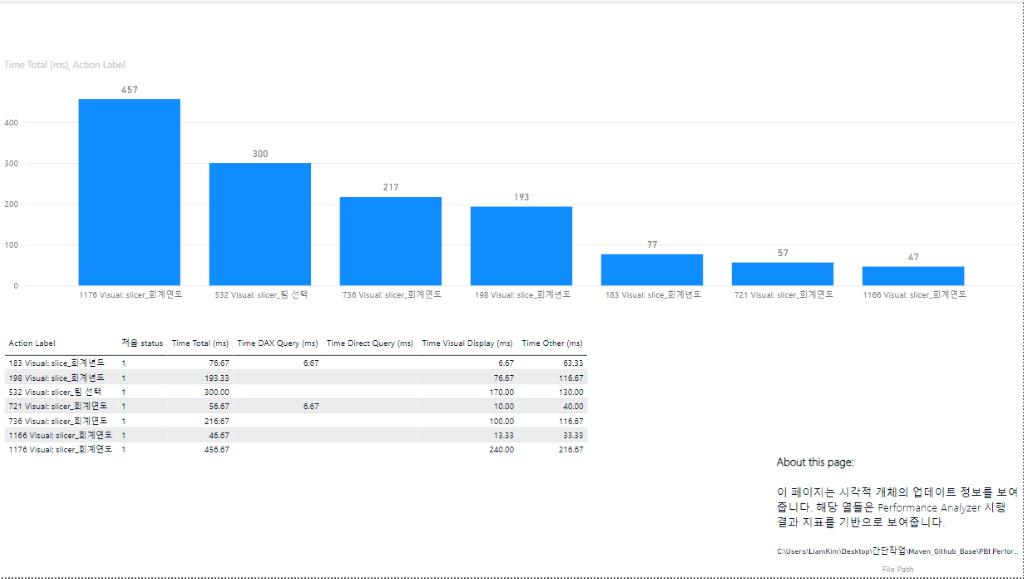 Time Total (ms), Action Label
457
300
217
193
77
57
47
400
300
200
100
0
1176 Visual: slicer_회계연도
532 Visual: slicer_팀 선택
736 Visual: slicer_회계연도
198 Visual: slice_회계년도
183 Visual: slice_회계년도
721 Visual: slicer_회계연도
1166 Visual: slicer_회계연도
Action Label 저음 status Time Total (ms) Time DAX Query (ms) Time Direct Query (ms) Time Visual Display (ms) Time Other (ms)
183 Visual: slice_회계년도 1 76.67 6.67 6.67 63.33
198 Visual: slice_회계년도 1 193.33 76.67 116.67
532 Visual: slicer_팀 선택 1 300.00 170.00 130.00
721 Visual: slicer_회계연도 1 56.67 6.67 10.00 40.00
736 Visual: slicer_회계연도 1 216.67 100.00 116.67
1166 Visual: slicer_회계연도 1 46.67 13.33 33.33
1176 Visual: slicer_회계연도 1 456.67 240.00 216.67
About this page:
이 페이지는 시각적 개체의 업데이트 정보를 보여
줍니다. 해당 열들은 Performance Analyzer 시행
결과 지표를 기반으로 보여줍니다.
C:\Users\LiamKim\Desktop\간단작업\Maven_Github_Base\PBI Perfor...
File Path